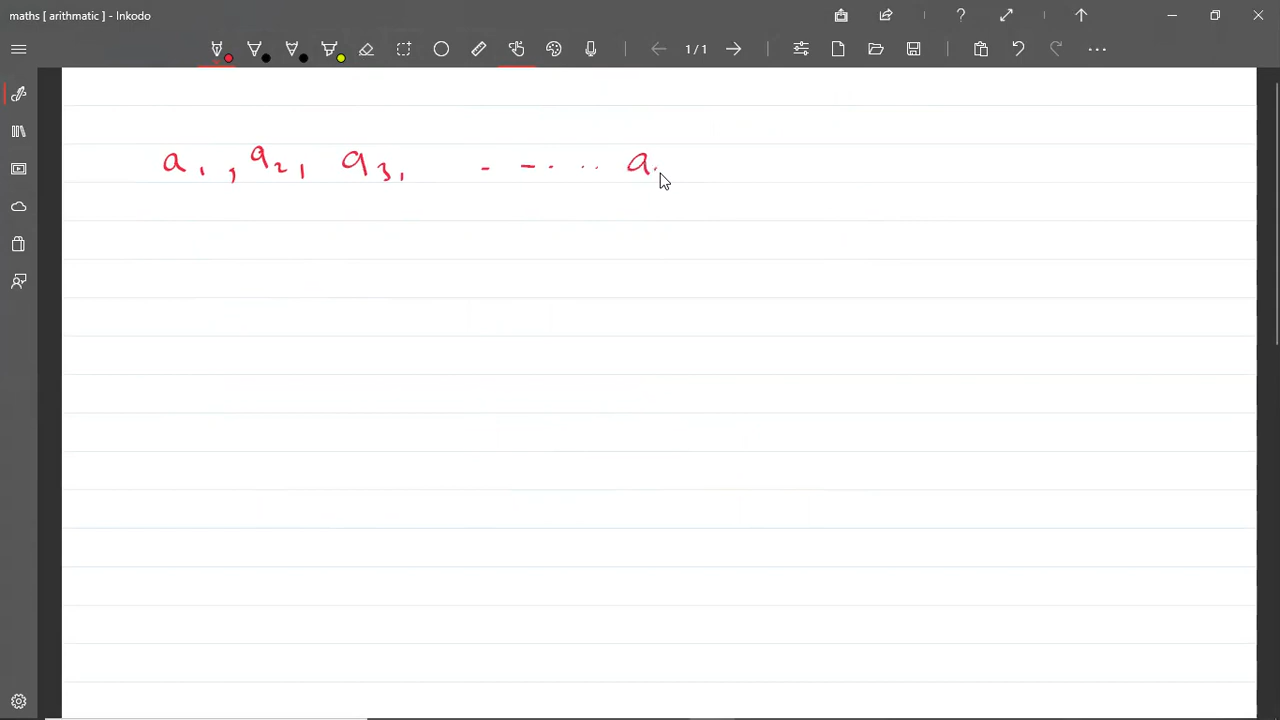 maths [ arithmatic ] - Inkodo
1/1
a₁, a₂, a₃, - - · · · a